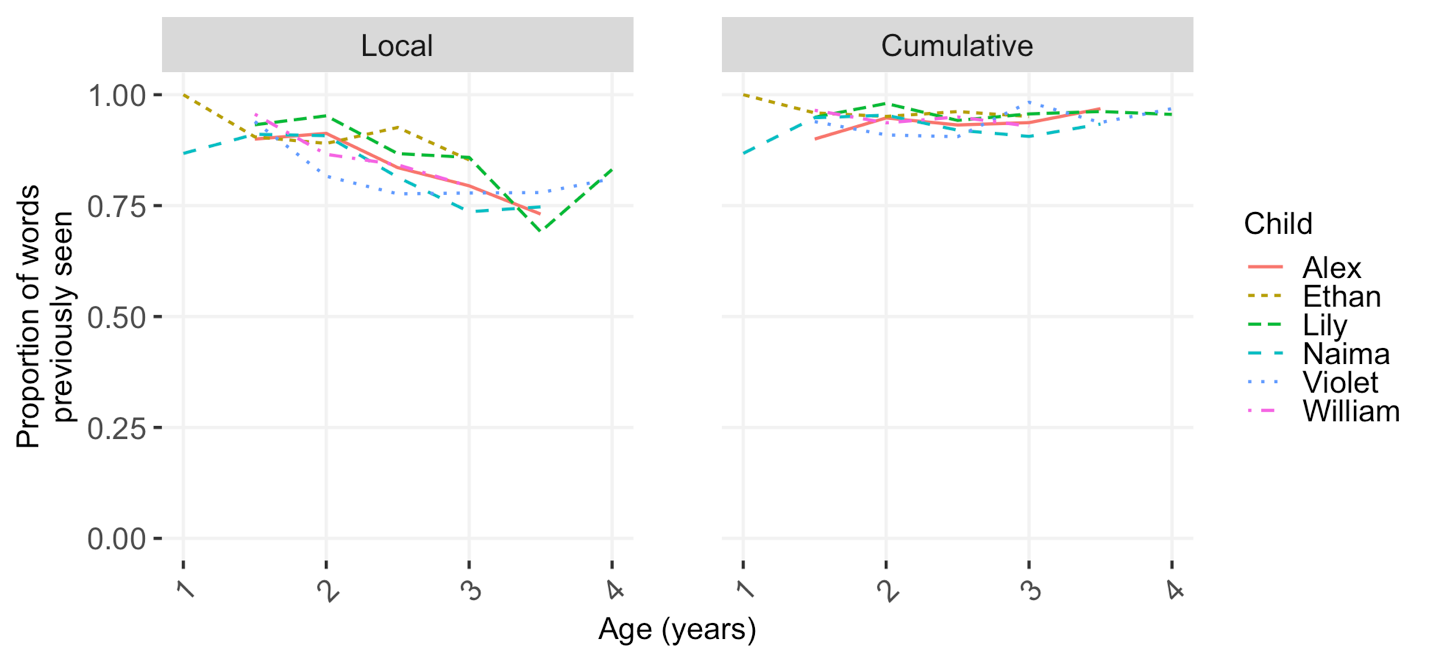 Local
Cumulative
Proportion of words
previously seen
1.00
0.75
0.50
0.25
0.00
1
2
3
4
1
2
3
4
Age (years)
Child
Alex
Ethan
Lily
Naima
Violet
William